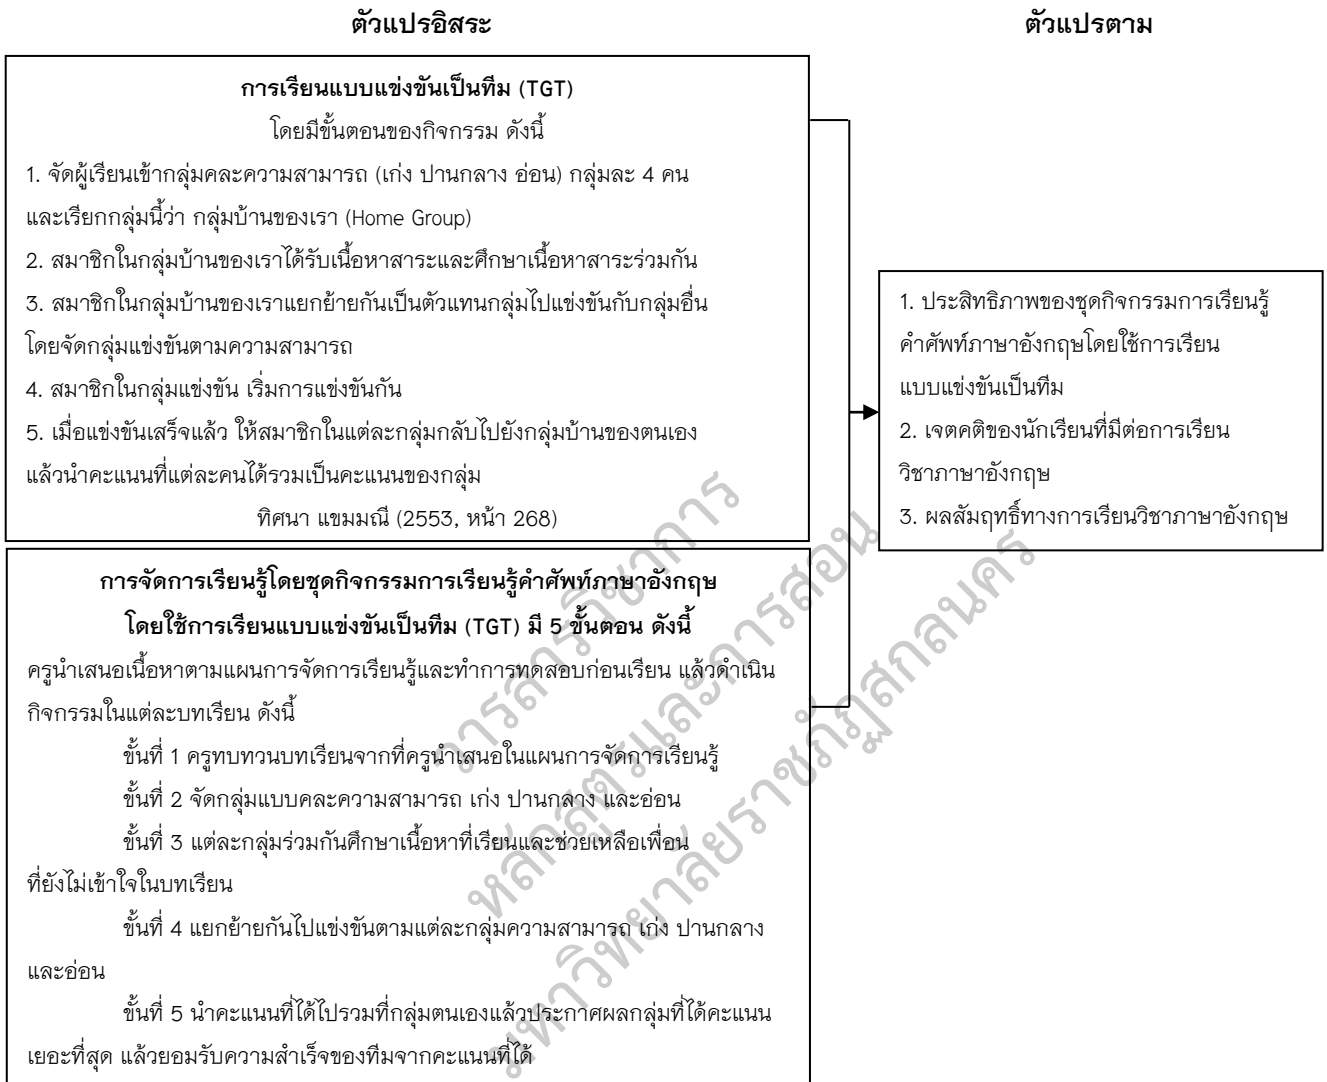 ตัวแปรอิสระ
ตัวแปรตาม
การเรียนแบบแข่งขันเป็นทีม (TGT)
โดยมีขั้นตอนของกิจกรรม ดังนี้
1. จัดผู้เรียนเข้ากลุ่มคละความสามารถ (เก่ง ปานกลาง อ่อน) กลุ่มละ 4 คน
และเรียกกลุ่มนี้ว่า กลุ่มบ้านของเรา (Home Group)
2. สมาชิกในกลุ่มบ้านของเราได้รับเนื้อหาสาระและศึกษาเนื้อหาสาระร่วมกัน
3. สมาชิกในกลุ่มบ้านของเราแยกย้ายกันเป็นตัวแทนกลุ่มไปแข่งขันกับกลุ่มอื่น
โดยจัดกลุ่มแข่งขันตามความสามารถ
4. สมาชิกในกลุ่มแข่งขัน เริ่มการแข่งขันกัน
5. เมื่อแข่งขันเสร็จแล้ว ให้สมาชิกในแต่ละกลุ่มกลับไปยังกลุ่มบ้านของตนเอง
แล้วนำคะแนนที่แต่ละคนได้รวมเป็นคะแนนของกลุ่ม
ทิศนา แขมมณี (2553, หน้า 268)
การจัดการเรียนรู้โดยชุดกิจกรรมการเรียนรู้คำศัพท์ภาษาอังกฤษ
โดยใช้การเรียนแบบแข่งขันเป็นทีม (TGT) มี 5 ขั้นตอน ดังนี้
ครูนำเสนอเนื้อหาตามแผนการจัดการเรียนรู้และทำการทดสอบก่อนเรียน แล้วดำเนิน
กิจกรรมในแต่ละบทเรียน ดังนี้
ขั้นที่ 1 ครูทบทวนบทเรียนจากที่ครูนำเสนอในแผนการจัดการเรียนรู้
ขั้นที่ 2 จัดกลุ่มแบบคละความสามารถ เก่ง ปานกลาง และอ่อน
ขั้นที่ 3 แต่ละกลุ่มร่วมกันศึกษาเนื้อหาที่เรียนและช่วยเหลือเพื่อน
ที่ยังไม่เข้าใจในบทเรียน
ขั้นที่ 4 แยกย้ายกันไปแข่งขันตามแต่ละกลุ่มความสามารถ เก่ง ปานกลาง
และอ่อน
ขั้นที่ 5 นำคะแนนที่ได้ไปรวมที่กลุ่มตนเองแล้วประกาศผลกลุ่มที่ได้คะแนน
เยอะที่สุด แล้วยอมรับความสำเร็จของทีมจากคะแนนที่ได้
1. ประสิทธิภาพของชุดกิจกรรมการเรียนรู้
คำศัพท์ภาษาอังกฤษโดยใช้การเรียน
แบบแข่งขันเป็นทีม
2. เจตคติของนักเรียนที่มีต่อการเรียน
วิชาภาษาอังกฤษ
3. ผลสัมฤทธิ์ทางการเรียนวิชาภาษาอังกฤษ
วารสารวิชาการ
หลักสูตรและการสอน
มหาวิทยาลัยราชภัฏสกลนคร